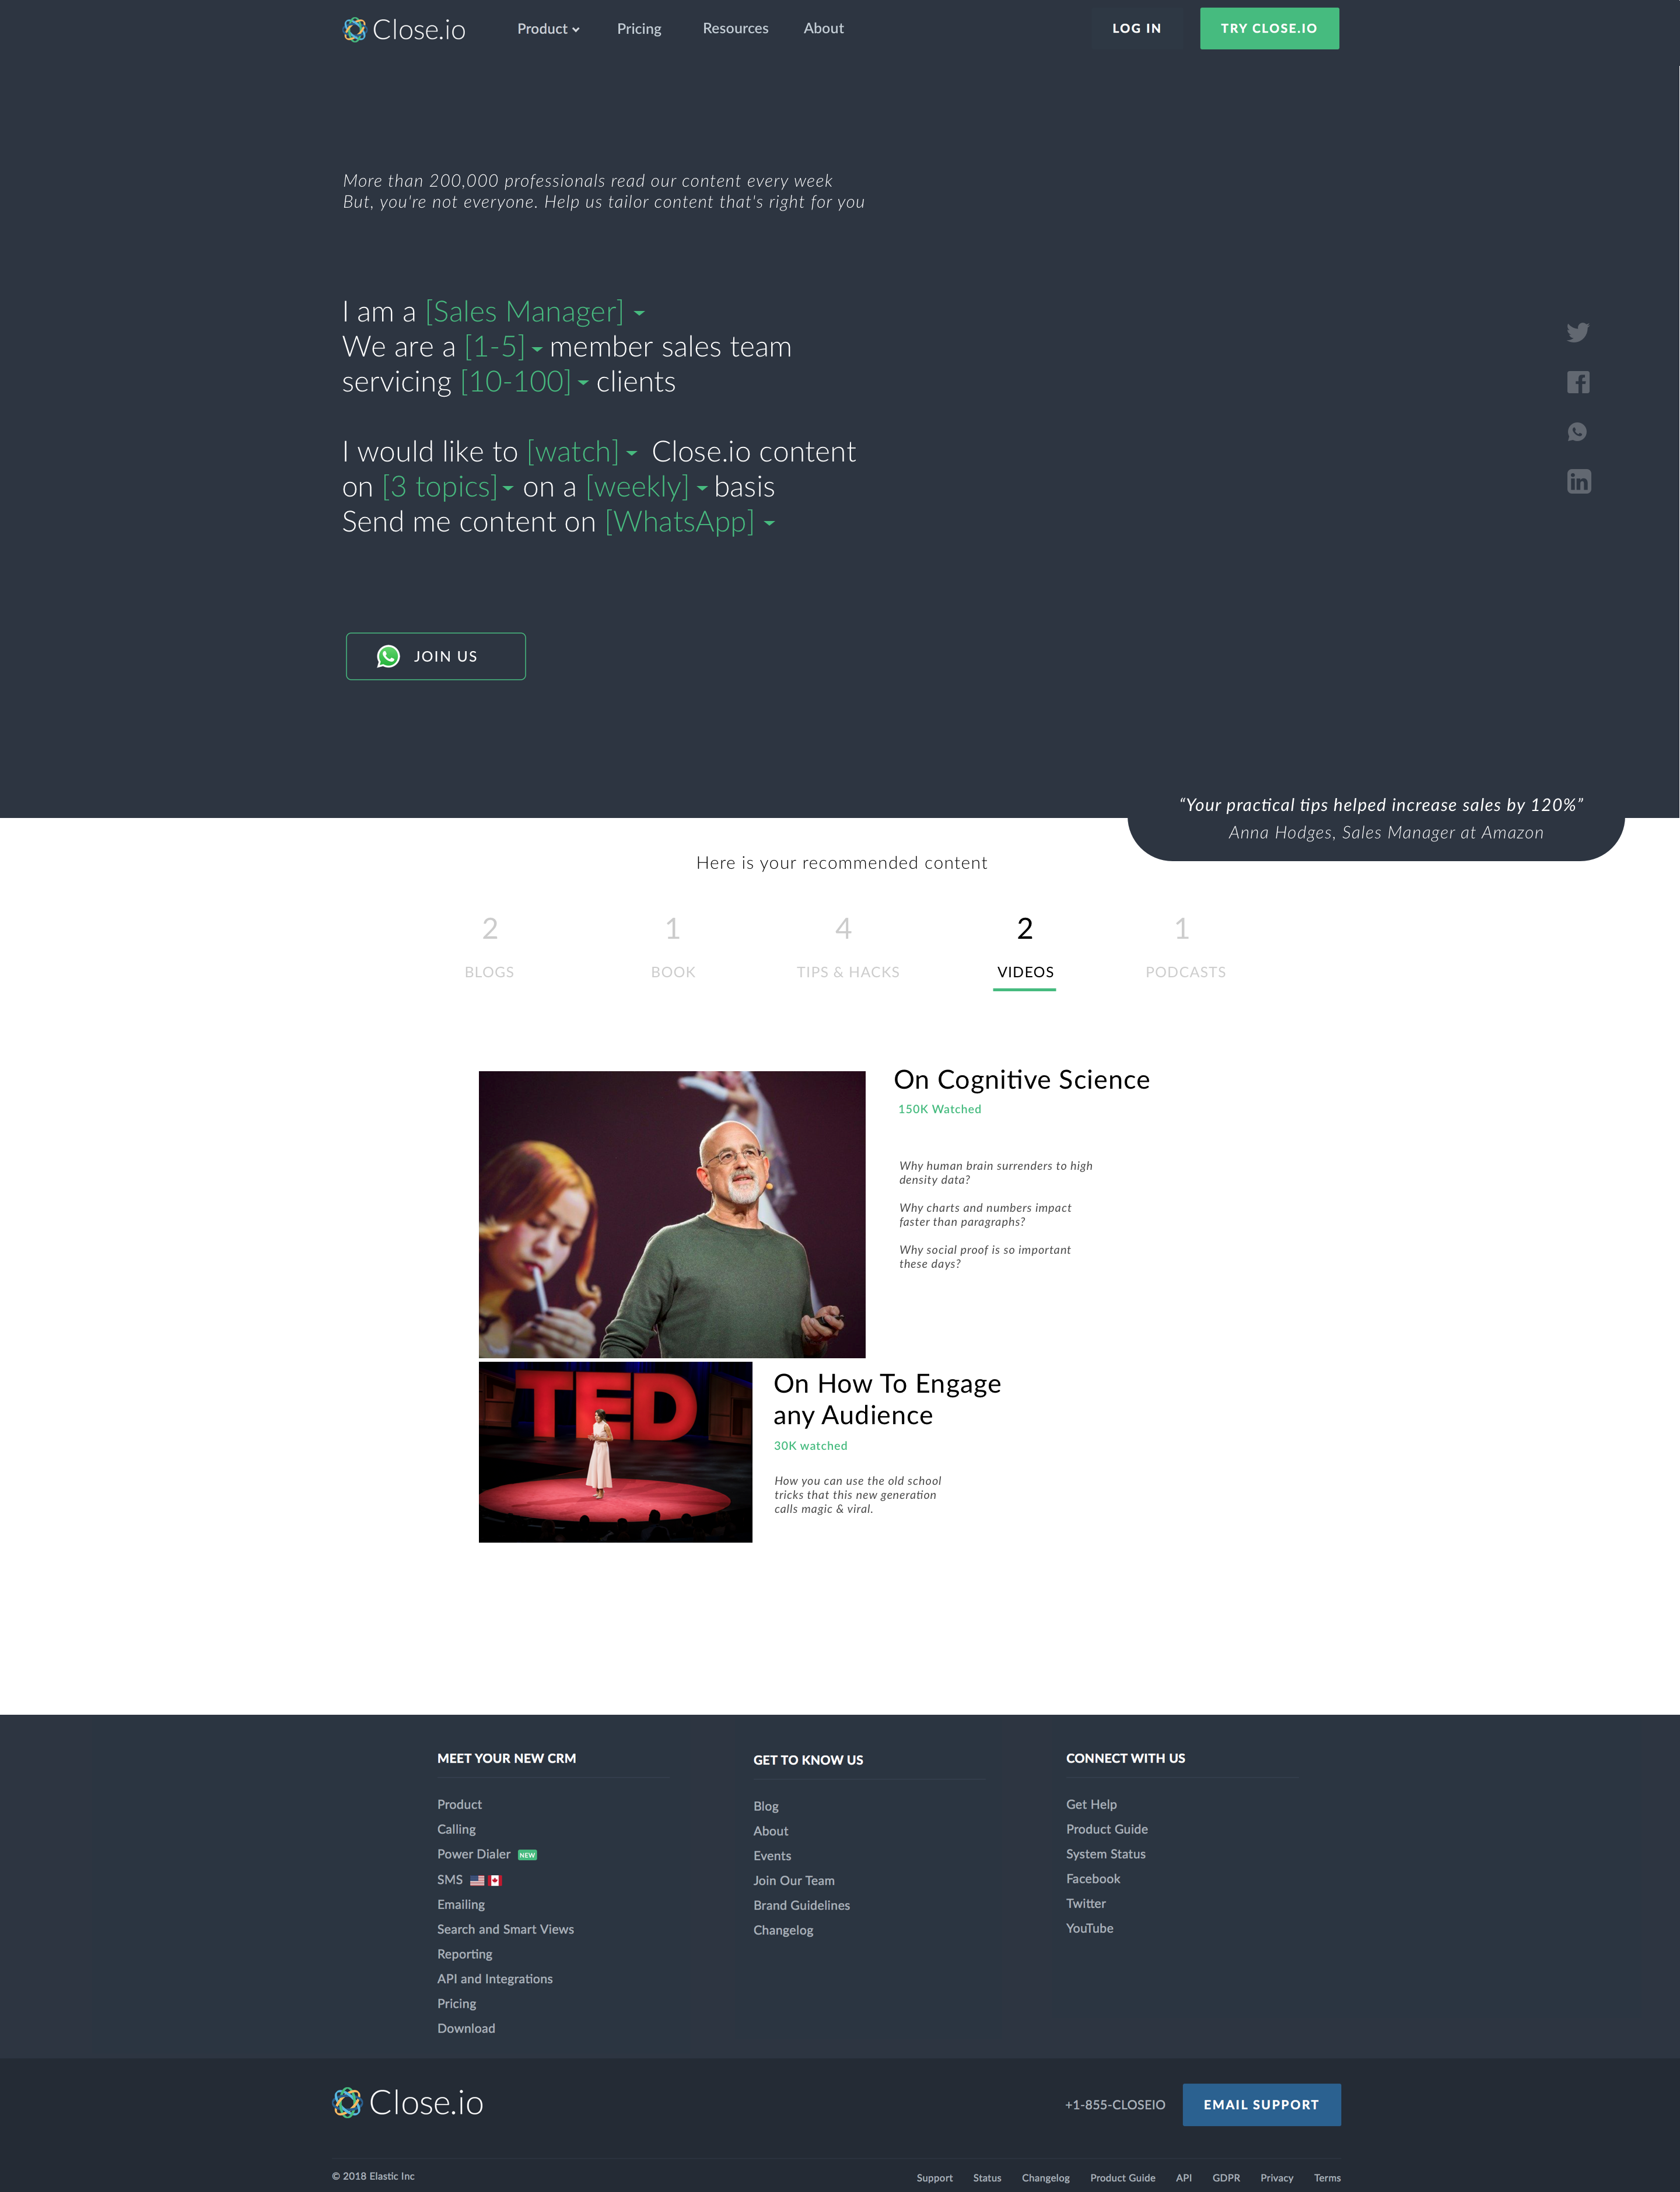 Close.io
Product
Pricing
Resources
About
LOG IN
TRY CLOSE.IO
More than 200,000 professionals read our content every week
But, you're not everyone. Help us tailor content that's right for you
I am a [Sales Manager]
We are a [1-5] member sales team
servicing [10-100] clients
I would like to [watch] Close.io content
on [3 topics] on a [weekly] basis
Send me content on [WhatsApp]
JOIN US
“Your practical tips helped increase sales by 120%”
Anna Hodges, Sales Manager at Amazon
Here is your recommended content
2
BLOGS
1
BOOK
4
TIPS & HACKS
2
VIDEOS
1
PODCASTS
On Cognitive Science
150K Watched
Why human brain surrenders to high
density data?
Why charts and numbers impact
faster than paragraphs?
Why social proof is so important
these days?
TED
On How To Engage
any Audience
30K watched
How you can use the old school
tricks that this new generation
calls magic & viral.
MEET YOUR NEW CRM
Product
Calling
Power Dialer NEW
SMS
Emailing
Search and Smart Views
Reporting
API and Integrations
Pricing
Download
GET TO KNOW US
Blog
About
Events
Join Our Team
Brand Guidelines
Changelog
CONNECT WITH US
Get Help
Product Guide
System Status
Facebook
Twitter
YouTube
Close.io
+1-855-CLOSEIO
EMAIL SUPPORT
© 2018 Elastic Inc
Support
Status
Changelog
Product Guide
API
GDPR
Privacy
Terms